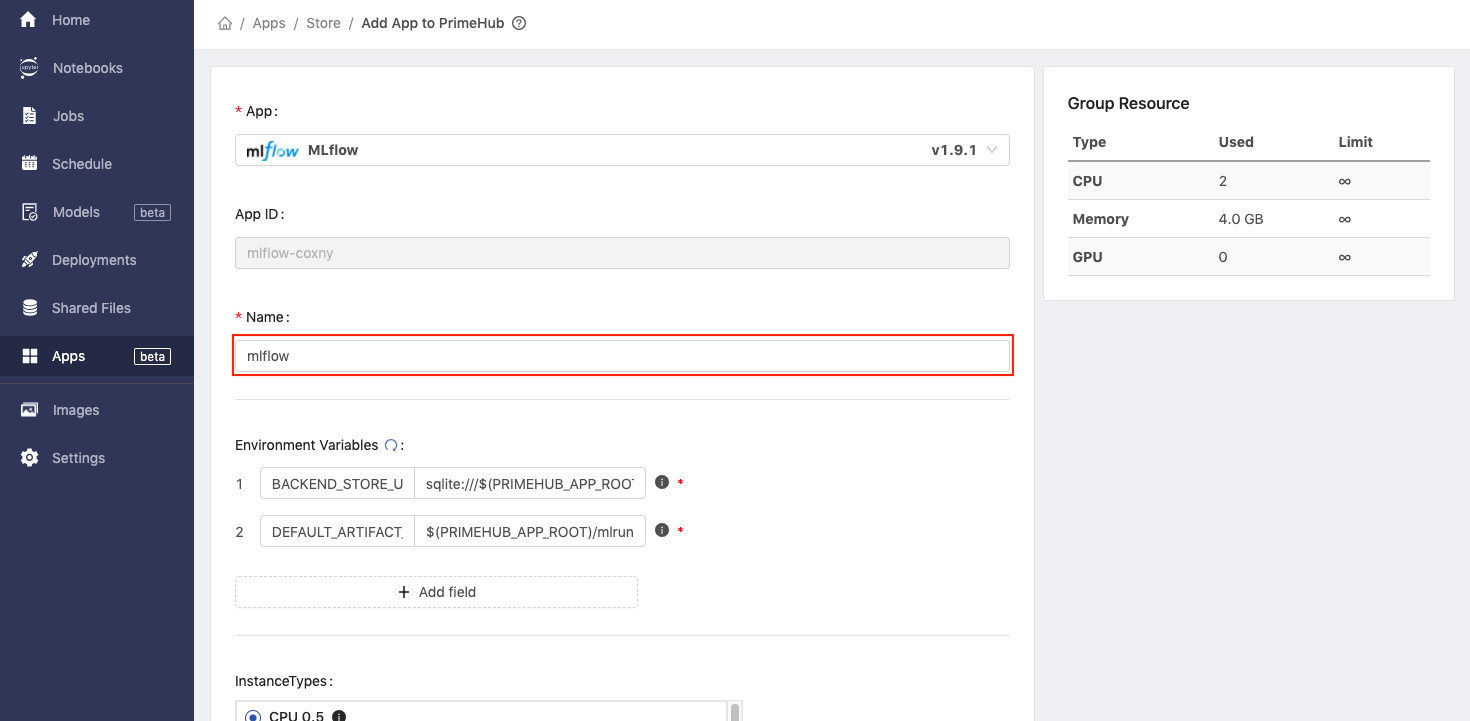 Home
Notebooks
Jobs
Schedule
Models beta
Deployments
Shared Files
Apps beta
Images
Settings
/ Apps / Store / Add App to PrimeHub
* App :
mlflow MLflow v1.9.1
App ID :
mlflow-coxny
* Name :
mlflow
Environment Variables :
1 BACKEND_STORE_U sqlite:///$(PRIMEHUB_APP_ROO *
2 DEFAULT_ARTIFACT_ $(PRIMEHUB_APP_ROOT)/mlrun *
+ Add field
InstanceTypes :
CPU 0.5
Group Resource
Type Used Limit
CPU 2 ∞
Memory 4.0 GB ∞
GPU 0 ∞